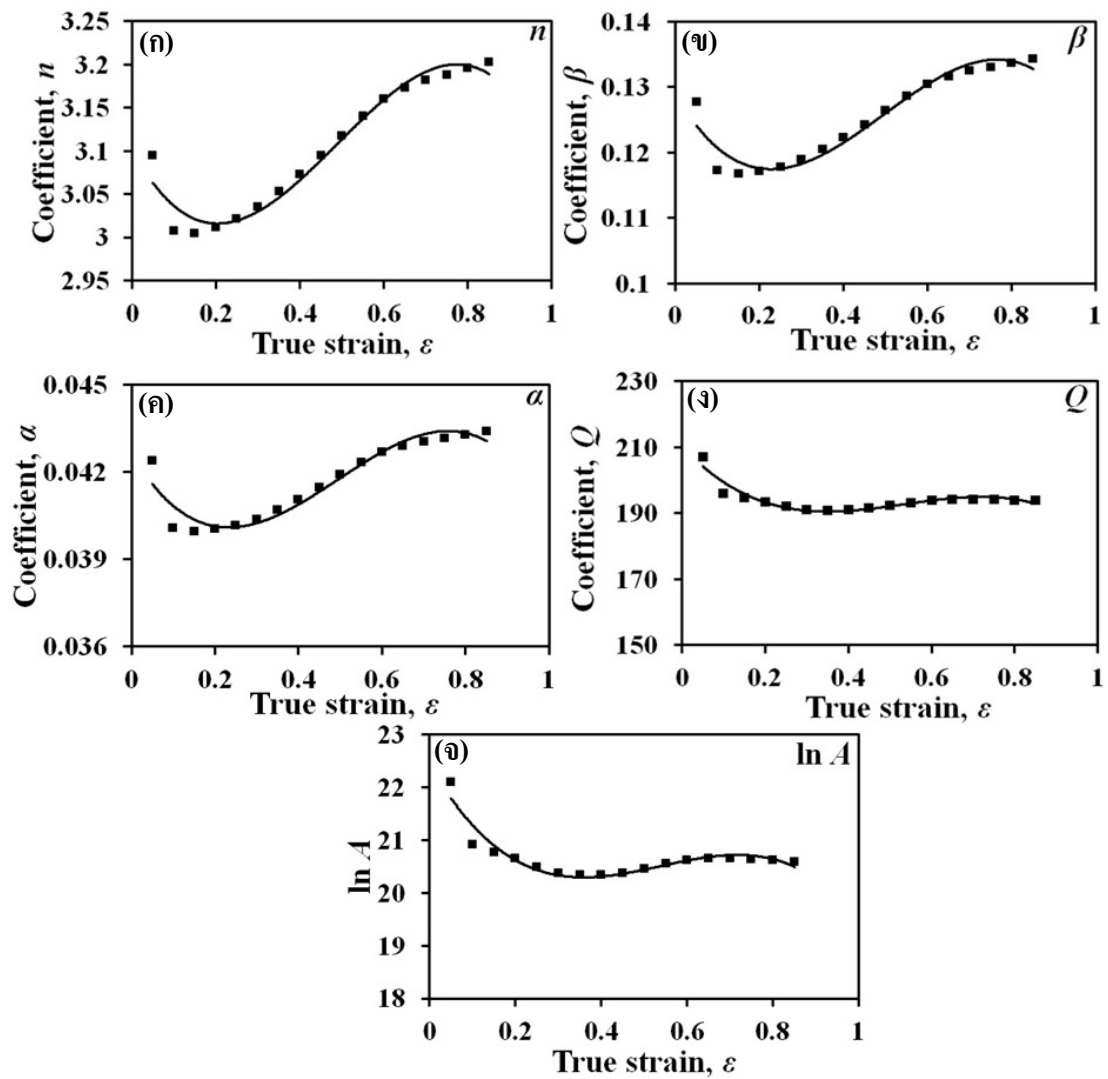 (ก)
n
3.25
3.2
3.15
3.1
3.05
3
2.95
Coefficient, n
0 0.2 0.4 0.6 0.8 1
True strain, ε
(ข)
β
0.14
0.13
0.12
0.11
0.1
Coefficient, β
0 0.2 0.4 0.6 0.8 1
True strain, ε
(ค)
α
0.045
0.042
0.039
0.036
Coefficient, α
0 0.2 0.4 0.6 0.8 1
True strain, ε
(ง)
Q
230
210
190
170
150
Coefficient, Q
0 0.2 0.4 0.6 0.8 1
True strain, ε
(จ)
ln A
23
22
21
20
19
18
ln A
0 0.2 0.4 0.6 0.8 1
True strain, ε